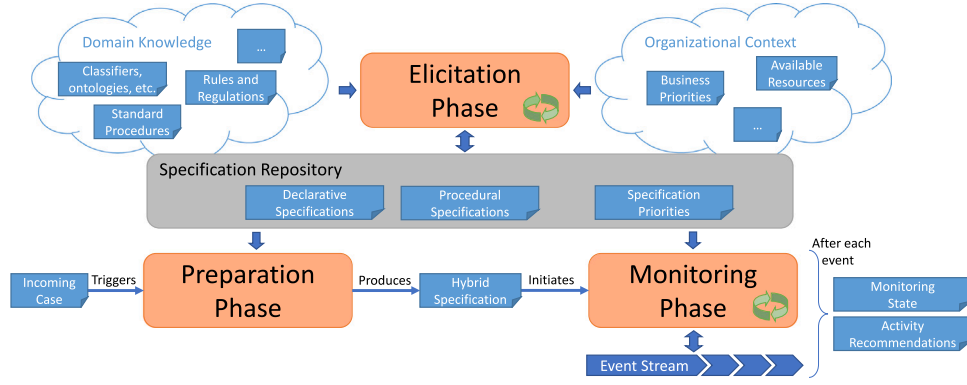 Domain Knowledge
...
Classifiers,
ontologies, etc.
Rules and
Regulations
Standard
Procedures
Elicitation
Phase
Organizational Context
Business
Priorities
Available
Resources
...
Specification Repository
Declarative
Specifications
Procedural
Specifications
Specification
Priorities
Incoming
Case
Triggers
Preparation
Phase
Produces
Hybrid
Specification
Initiates
Monitoring
Phase
After each
event
Monitoring
State
Activity
Recommendations
Event Stream